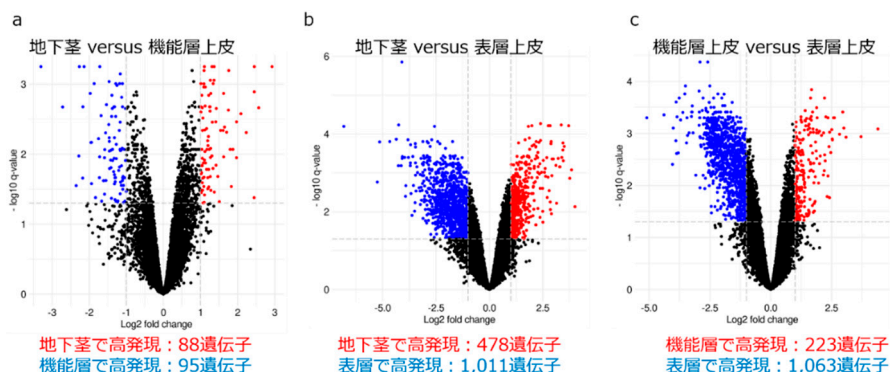 a
地下茎 versus 機能層上皮
3
2
1
0
- log10 q-value
-3
-2
-1
0
1
2
3
Log2 fold change
地下茎で高発現：88遺伝子
機能層で高発現：95遺伝子
b
地下茎 versus 表層上皮
6
4
2
0
- log10 q-value
-5.0
-2.5
0.0
2.5
Log2 fold change
地下茎で高発現：478遺伝子
表層で高発現：1,011遺伝子
c
機能層上皮 versus 表層上皮
4
3
2
1
0
- log10 q-value
-5.0
-2.5
0.0
2.5
Log2 fold change
機能層で高発現：223遺伝子
表層で高発現：1,063遺伝子